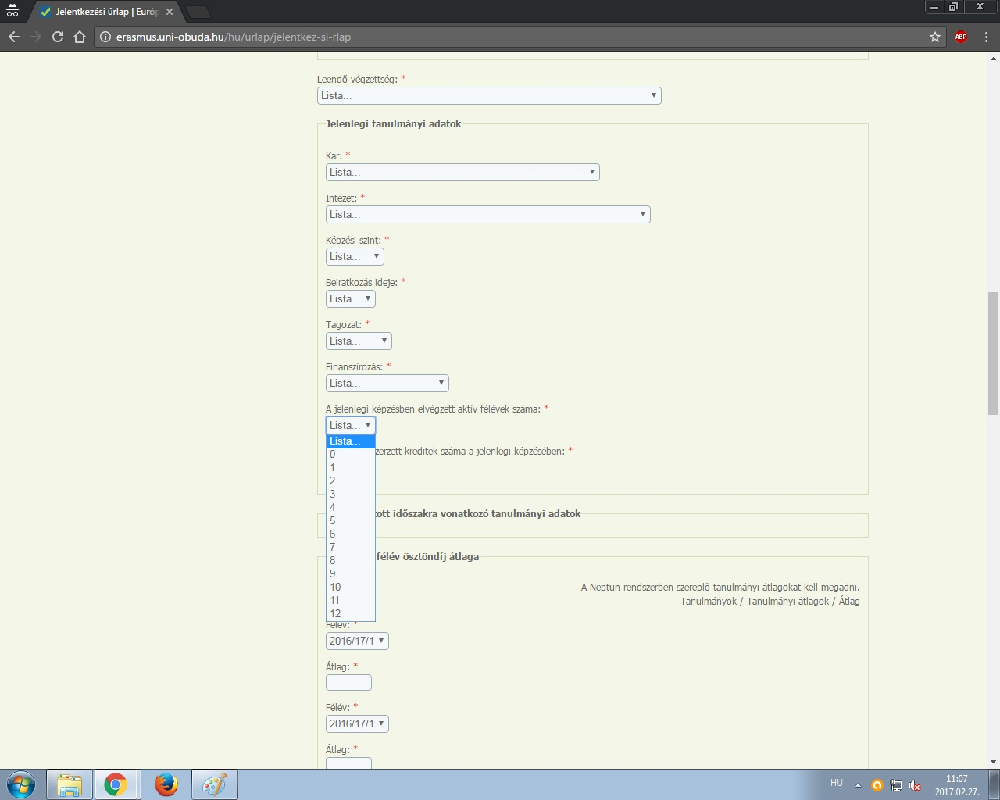 Jelentkezési űrlap | Európ
erasmus.uni-obuda.hu/hu/urlap/jelentkez-si-rlap
ABP
Leendő végzettség: *
Lista...
Jelenlegi tanulmányi adatok
Kar: *
Lista...
Intézet: *
Lista...
Képzési szint: *
Lista...
Beiratkozás ideje: *
Lista...
Tagozat: *
Lista...
Finanszírozás: *
Lista...
A jelenlegi képzésben elvégzett aktív félévek száma: *
Lista...
Lista...
0
zerzett kreditek száma a jelenlegi képzésében: *
1
2
3
4
ott időszakra vonatkozó tanulmányi adatok
5
6
7
8
félév ösztöndíj átlaga
9
10
A Neptun rendszerben szereplő tanulmányi átlagokat kell megadni.
11
Tanulmányok / Tanulmányi átlagok / Átlag
12
Félév: *
2016/17/1
Átlag: *
Félév: *
2016/17/1
Átlag: *
HU
11:07
2017.02.27.